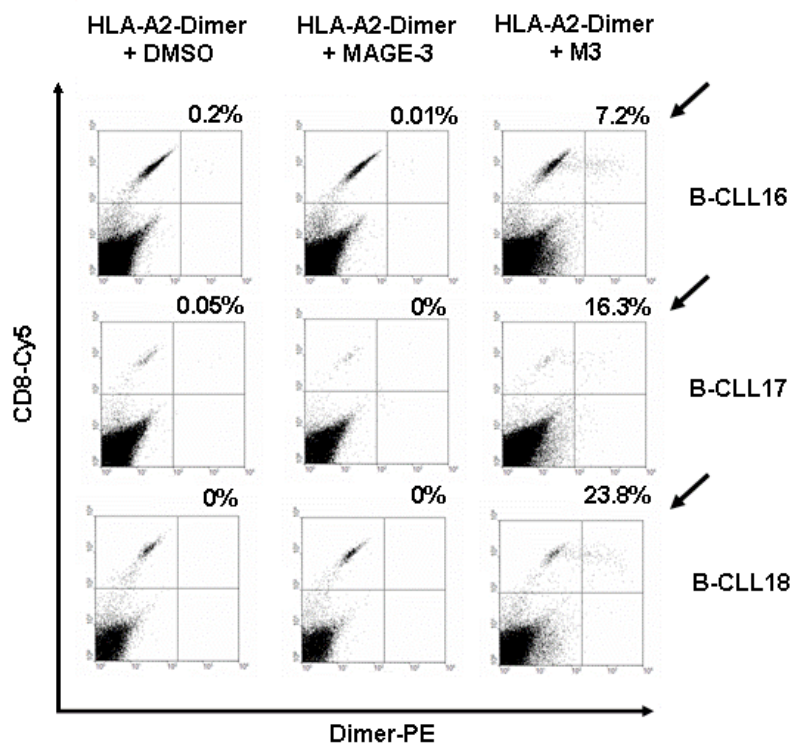 HLA-A2-Dimer
+ DMSO
HLA-A2-Dimer
+ MAGE-3
HLA-A2-Dimer
+ M3
0.2%
0.01%
7.2%
B-CLL16
0.05%
0%
16.3%
B-CLL17
0%
0%
23.8%
B-CLL18
CD8-Cy5
Dimer-PE